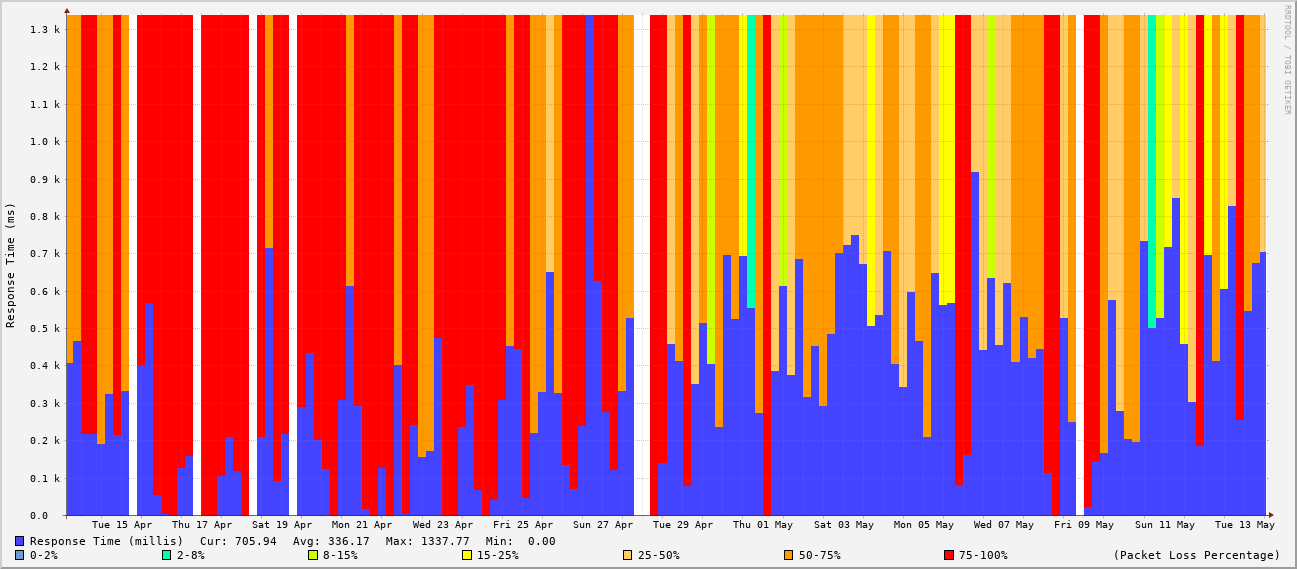 RRDTOOL / TOBI OETIKER
Response Time (ms)
1.3 k
1.2 k
1.1 k
1.0 k
0.9 k
0.8 k
0.7 k
0.6 k
0.5 k
0.4 k
0.3 k
0.2 k
0.1 k
0.0
Tue 15 Apr Thu 17 Apr Sat 19 Apr Mon 21 Apr Wed 23 Apr Fri 25 Apr Sun 27 Apr Tue 29 Apr Thu 01 May Sat 03 May Mon 05 May Wed 07 May Fri 09 May Sun 11 May Tue 13 May
Response Time (millis) Cur: 705.94 Avg: 336.17 Max: 1337.77 Min: 0.00
0-2% 2-8% 8-15% 15-25% 25-50% 50-75% 75-100% (Packet Loss Percentage)